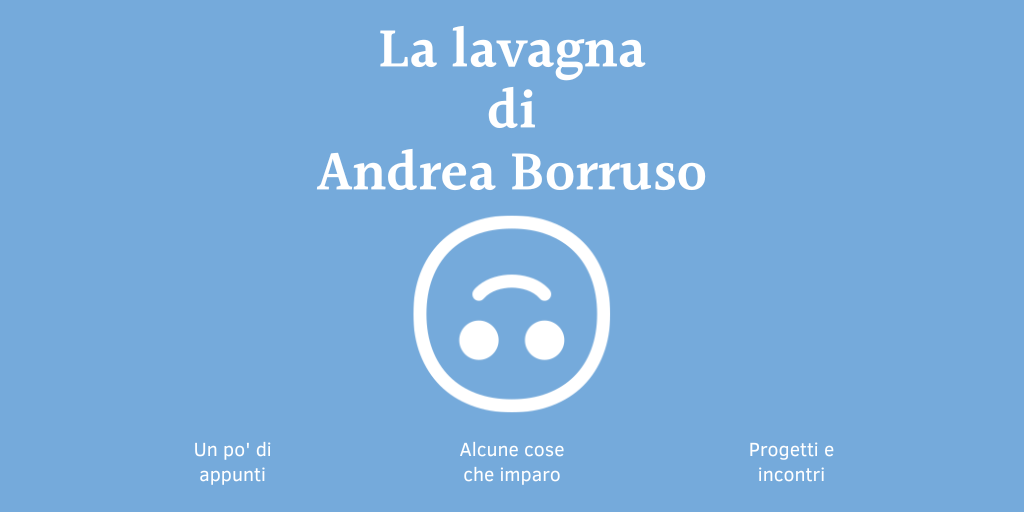 La lavagna
di
Andrea Borruso
Un po' di
appunti
Alcune cose
che imparo
Progetti e
incontri